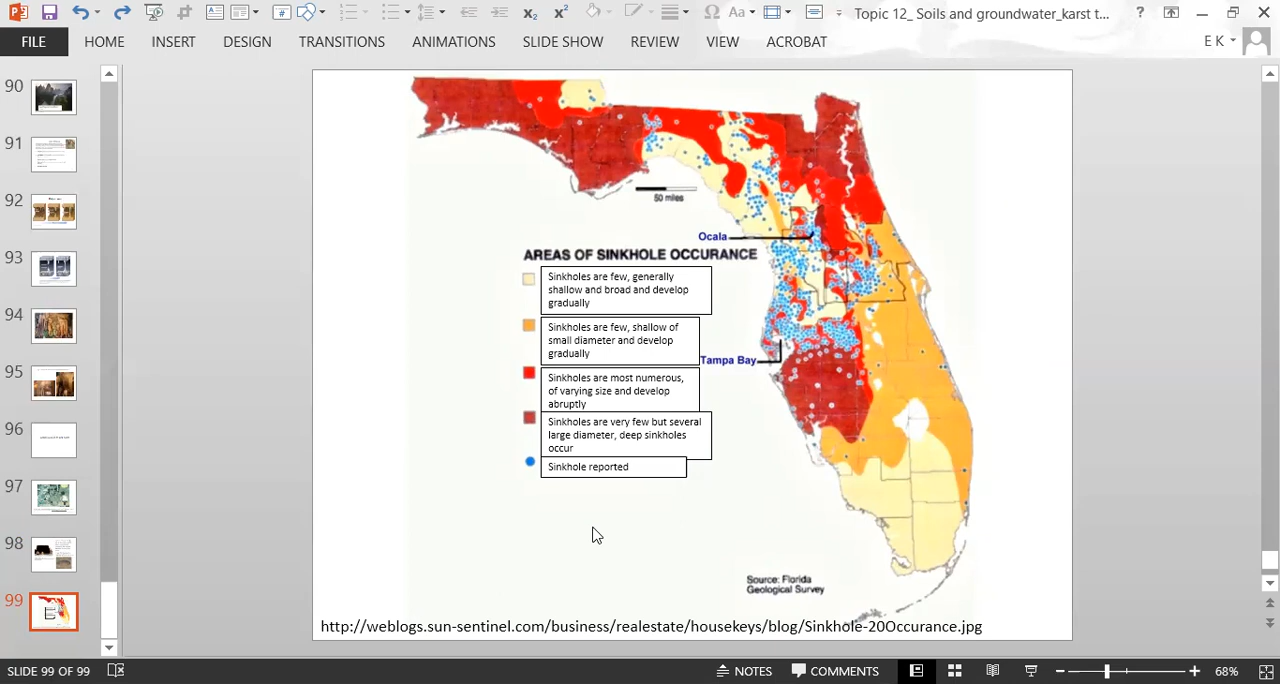 Topic 12_ Soils and groundwater_karst t...
FILE HOME INSERT DESIGN TRANSITIONS ANIMATIONS SLIDE SHOW REVIEW VIEW ACROBAT
E K
90
91
92
93
94
95
96
97
98
99
50 miles
Ocala
AREAS OF SINKHOLE OCCURANCE
Sinkholes are few, generally
shallow and broad and develop
gradually
Sinkholes are few, shallow of
small diameter and develop
gradually
Tampa Bay
Sinkholes are most numerous,
of varying size and develop
abruptly
Sinkholes are very few but several
large diameter, deep sinkholes
occur
Sinkhole reported
Source: Florida
Geological Survey
http://weblogs.sun-sentinel.com/business/realestate/housekeys/blog/Sinkhole-20Occurance.jpg
SLIDE 99 OF 99
NOTES
COMMENTS
68%